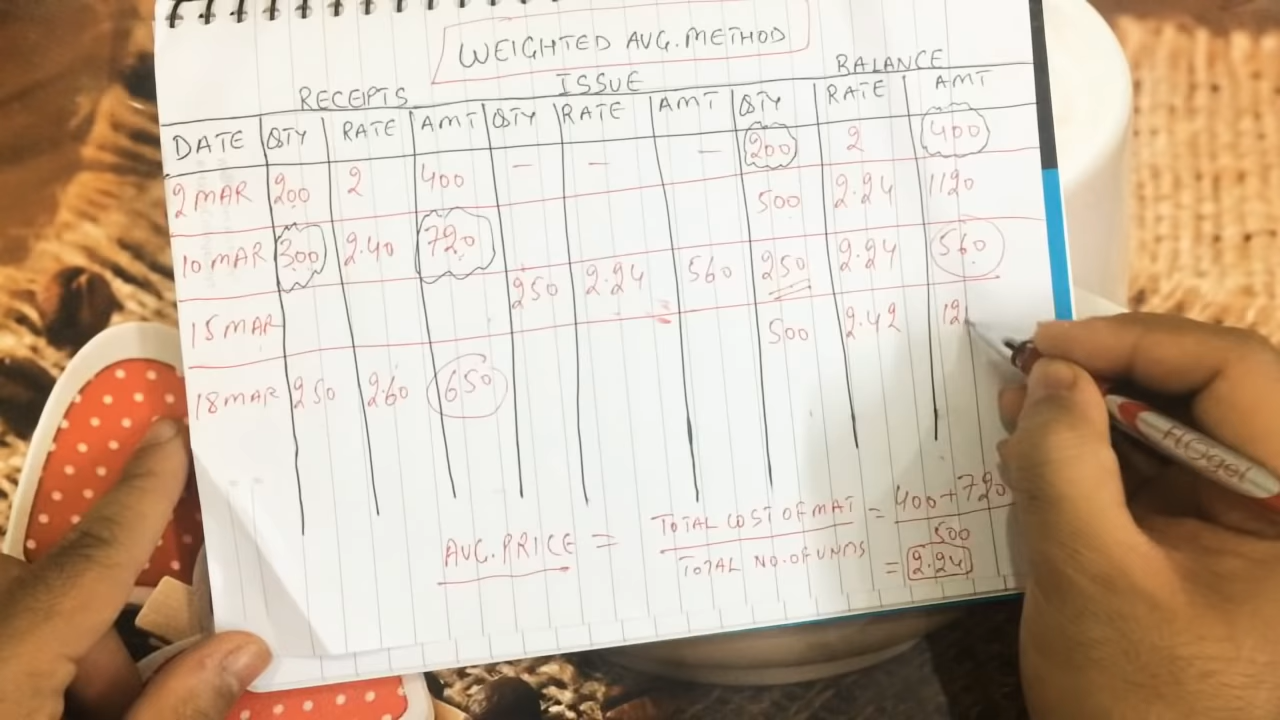 WEIGHTED AVG. METHOD
RECEIPTS ISSUE BALANCE
DATE QTY RATE AMT QTY RATE AMT QTY RATE AMT
2 MAR 200 2 400 - - - 200 2 400
10 MAR 300 2.40 720 500 2.24 1120
15 MAR 250 2.24 560 250 2.24 560
18 MAR 250 2.60 650 500 2.42 12
AVG. PRICE = TOTAL COST OF MAT = 400+720
TOTAL NO. OF UNITS 500
= 2.24
Flogel